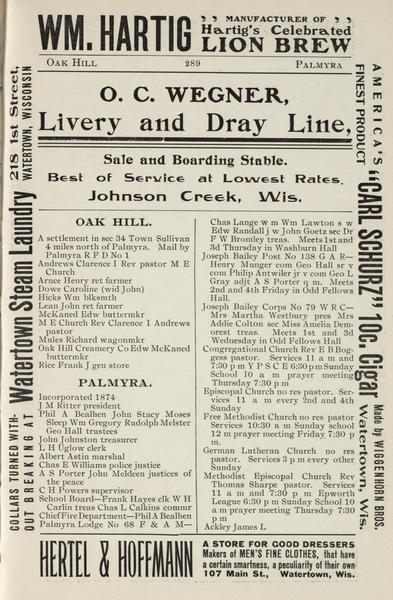 WM. HARTIG
MANUFACTURER OF
Hartig's Celebrated
LION BREW
OAK HILL 289 PALMYRA
O. C. WEGNER,
Livery and Dray Line,
Sale and Boarding Stable.
Best of Service at Lowest Rates.
Johnson Creek, Wis.
OAK HILL.
A settlement in sec 34 Town Sullivan
4 miles north of Palmyra. Mail by
Palmyra R F D No 1
Andrews Clarence I Rev pastor M E
Church
Arnce Henry ret farmer
Dowe Caroline (wid John)
Hicks Wm blksmth
Lean John ret farmer
McKaned Edw buttermkr
M E Church Rev Clarence I Andrews
pastor
Mules Richard wagonmkr
Oak Hill Creamery Co Edw McKaned
buttermkr
Rice Frank J gen store
PALMYRA.
Incorporated 1874
J M Ritter president
Phil A Bealhen John Stacy Moses
Sleep Wm Gregory Rudolph Melster
Geo Hall trustees
John Johnston treasurer
L H Uglow clerk
Albert Astin marshal
Chas E Williams police justice
A S Porter John Meldeen justices of
the peace
C H Powers supervisor
School Board—Frank Hayes clk W H
Carlin treas Chas L Calkins commr
Chief Fire Department—Phil A Bealhen
Palmyra Lodge No 68 F & A M—
Chas Lange w m Wm Lawton s w
Edw Randall j w John Goetz sec Dr
F W Bromley treas. Meets 1st and
3d Thursday in Washburn Hall
Joseph Bailey Post No 138 G A R—
Henry Munger com Geo Hall sr v
com Philip Antwiler jr v com Geo L
Gray adjt A S Porter q m. Meets
2nd and 4th Friday in Odd Fellows
Hall.
Joseph Bailey Corps No 79 W R C—
Mrs Martha Westbury pres Mrs
Addie Colton sec Miss Amelia Dem-
orest treas. Meets 1st and 3d
Wednesday in Odd Fellows Hall
Congregational Church Rev E B Bog-
gess pastor. Services 11 a m and
7:30 p m Y P S C E 6:30 pm Sunday
School 10 a m prayer meeting
Thursday 7:30 p m
Episcopal Church no res pastor. Ser-
vices 11 a m every 2nd and 4th
Sunday
Free Methodist Church no res pastor
Services 10:30 a m Sunday school
12 m prayer meeting Friday 7:30 p
m.
German Lutheran Church no res
pastor. Services 3 p m every other
Sunday
Methodist Episcopal Church Rev
Thomas Sharpe pastor. Services
11 a m and 7:30 p m Epworth
League 6:30 p m Sunday School 10
a m prayer meeting Thursday 7:30
p m
Ackley James L
COLLARS TURNED WITH-
OUT BREAKING AT
Watertown Steam Laundry
218 1st Street,
WATERTOWN, WISCONSIN
AMERICA'S
FINEST PRODUCT
"CARL SCHURZ" 10c. Cigar
Made by WIGGENHORN BROS.
Watertown, Wis.
HERTEL & HOFFMANN
A STORE FOR GOOD DRESSERS
Makers of MEN'S FINE CLOTHES, that have
a certain smartness, a peculiarity of their own
107 Main St., Watertown, Wis.